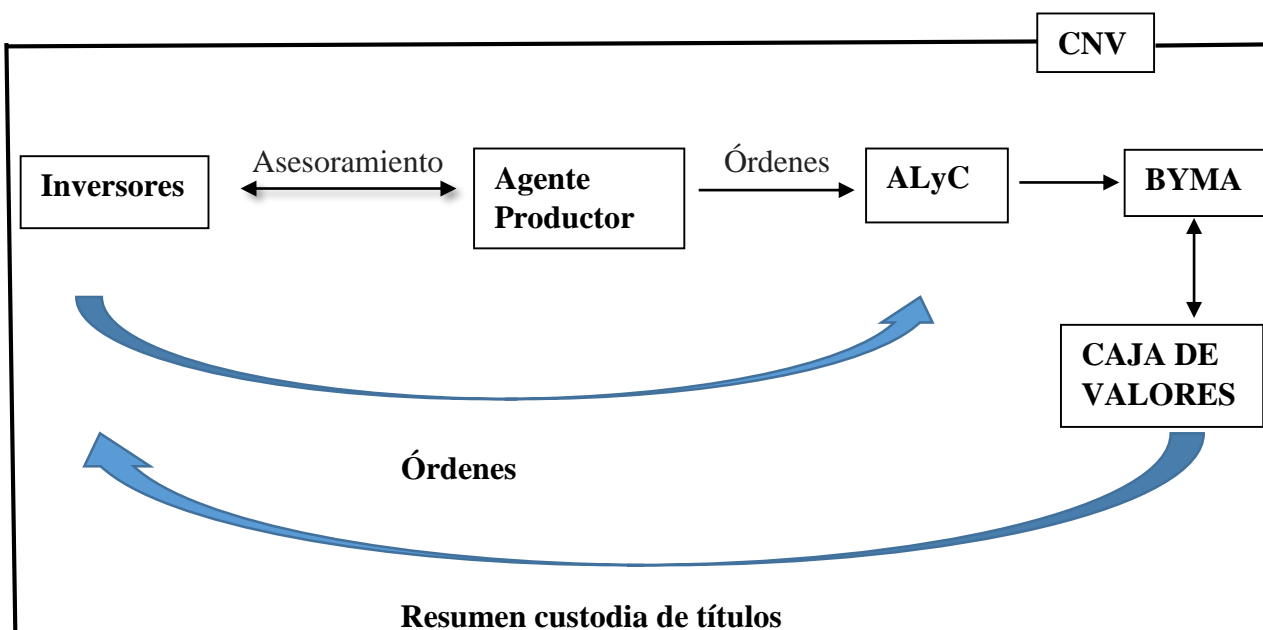 CNV
Inversores
Asesoramiento
Agente
Productor
Órdenes
ALyC
BYMA
CAJA DE
VALORES
Órdenes
Resumen custodia de títulos